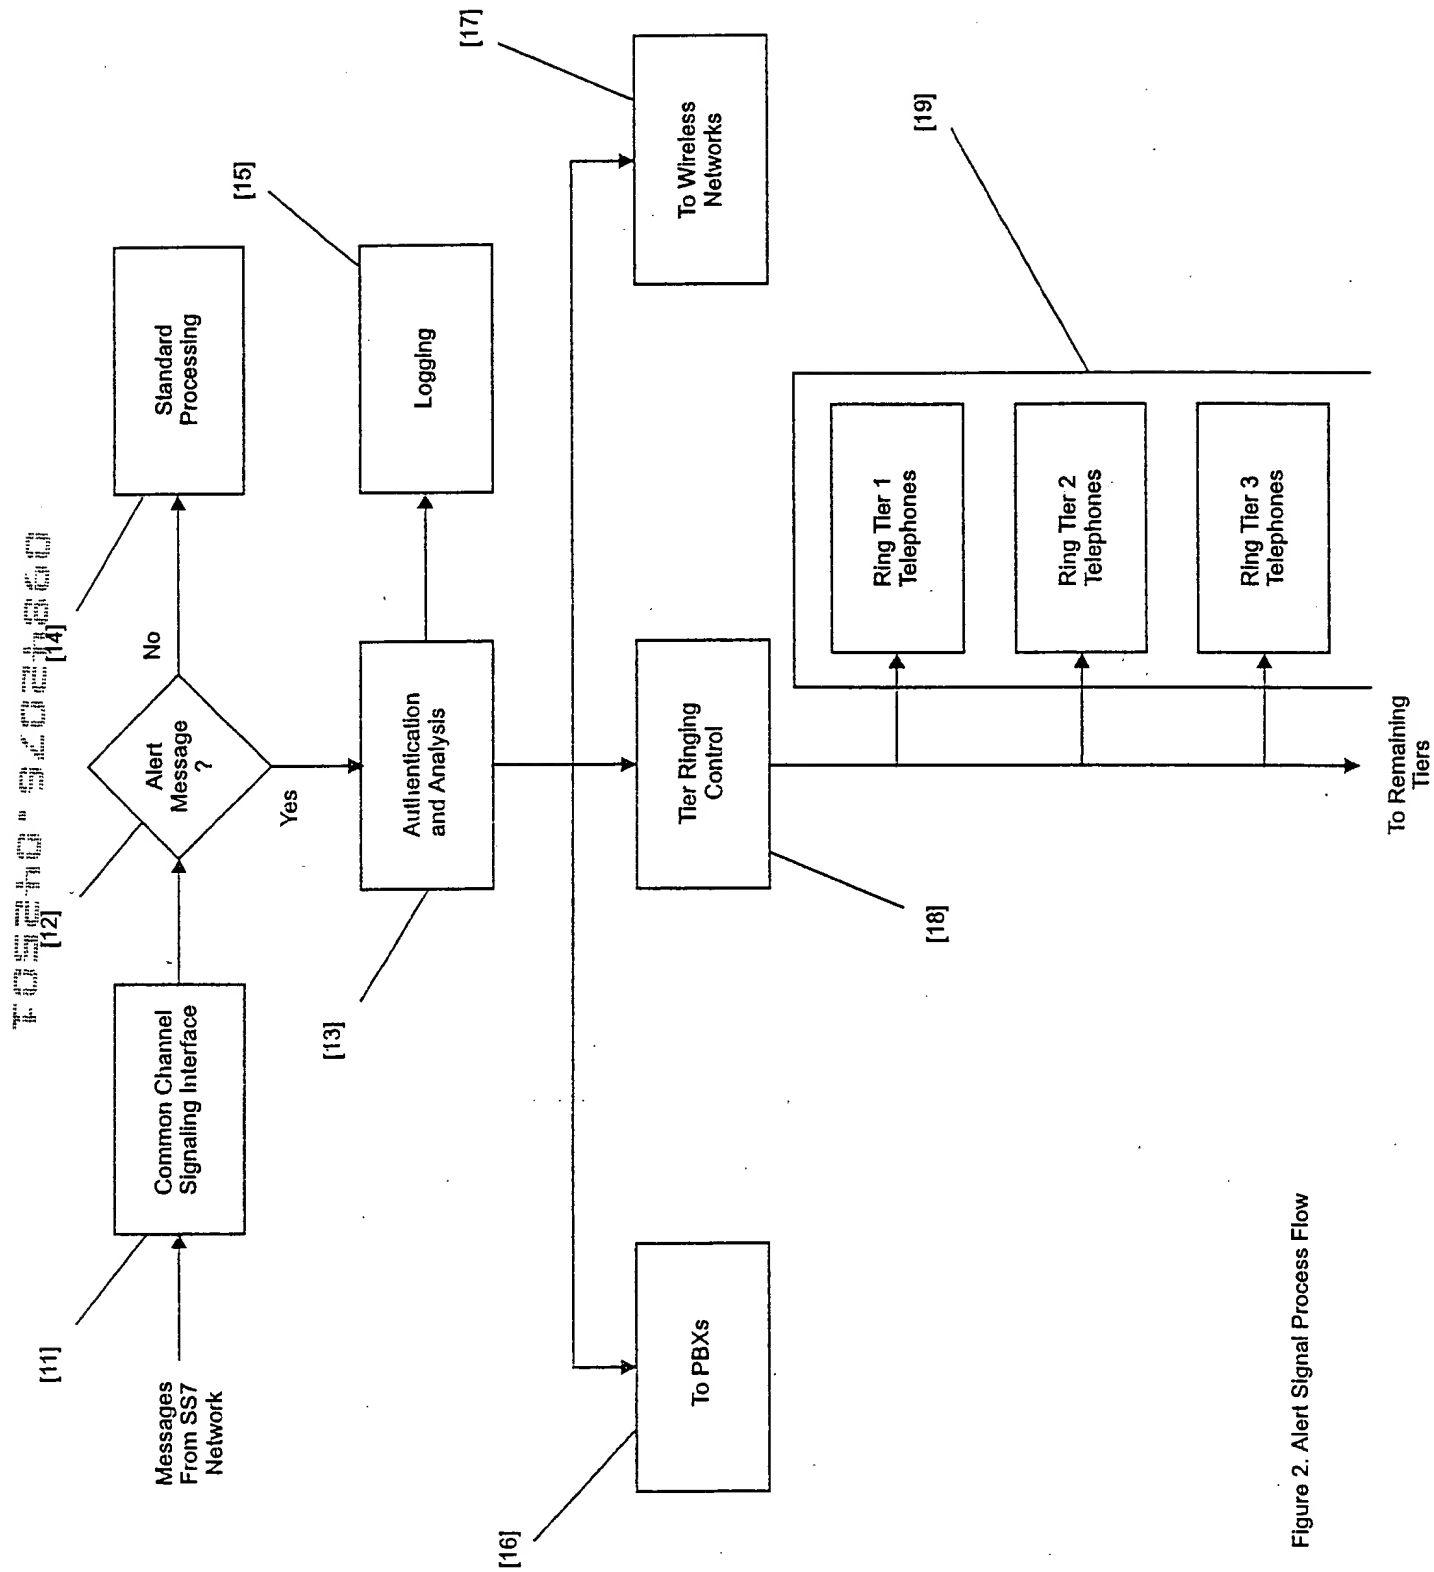 Messages
From SS7
Network
[11]
Common Channel
Signaling Interface
[12]
Alert
Message
?
No
Yes
[14]
Standard
Processing
[13]
Authentication
and Analysis
[15]
Logging
[16]
To PBXs
[18]
Tier Ringing
Control
[17]
To Wireless
Networks
[19]
Ring Tier 1
Telephones
Ring Tier 2
Telephones
Ring Tier 3
Telephones
To Remaining
Tiers
Figure 2. Alert Signal Process Flow